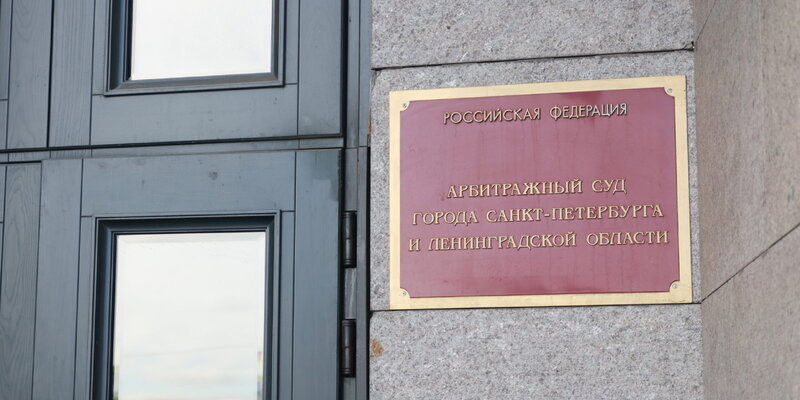 РОССИЙСКАЯ ФЕДЕРАЦИЯ
АРБИТРАЖНЫЙ СУД
ГОРОДА САНКТ-ПЕТЕРБУРГА
И ЛЕНИНГРАДСКОЙ ОБЛАСТИ